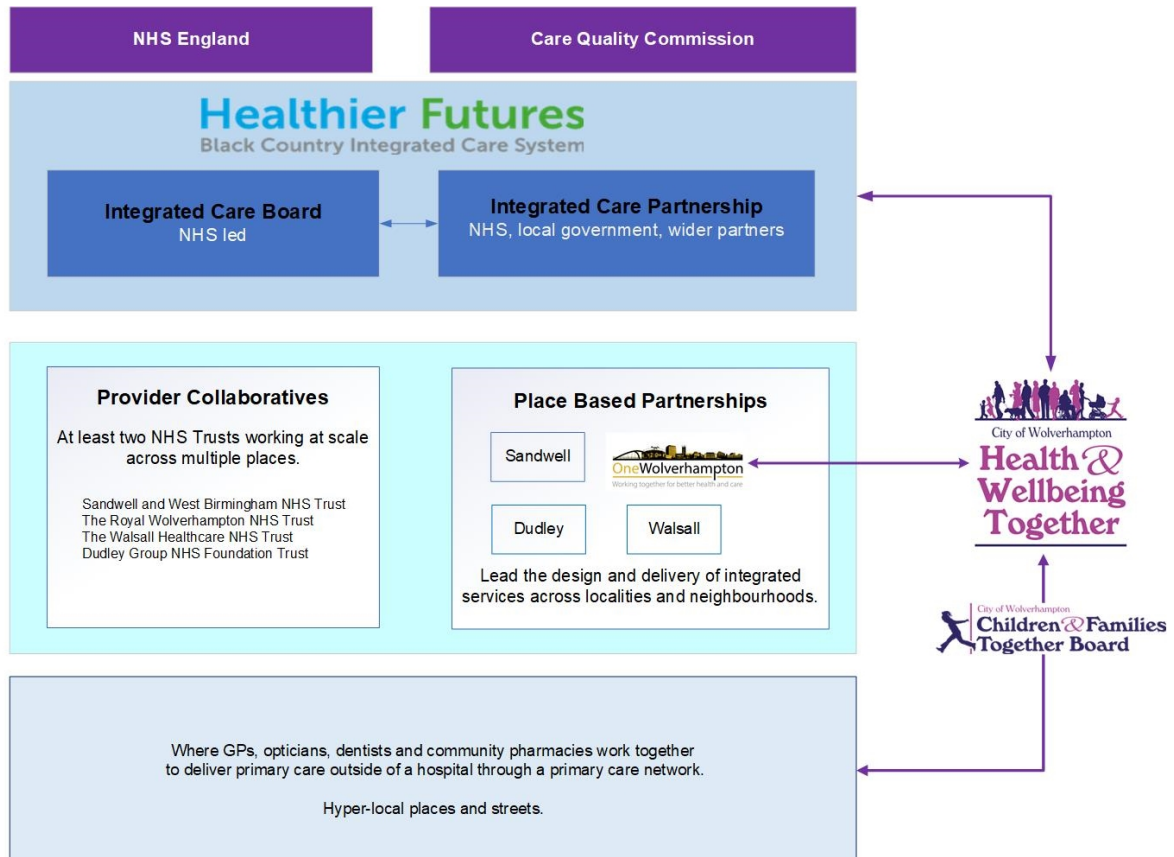 NHS England
Care Quality Commission
Healthier Futures
Black Country Integrated Care System
Integrated Care Board
NHS led
Integrated Care Partnership
NHS, local government, wider partners
Provider Collaboratives
At least two NHS Trusts working at scale
across multiple places.
Sandwell and West Birmingham NHS Trust
The Royal Wolverhampton NHS Trust
The Walsall Healthcare NHS Trust
Dudley Group NHS Foundation Trust
Place Based Partnerships
Sandwell
OneWolverhampton
Working together for better health and care
Dudley
Walsall
Lead the design and delivery of integrated
services across localities and neighbourhoods.
City of Wolverhampton
Health &
Wellbeing
Together
City of Wolverhampton
Children & Families
Together Board
Where GPs, opticians, dentists and community pharmacies work together
to deliver primary care outside of a hospital through a primary care network.
Hyper-local places and streets.